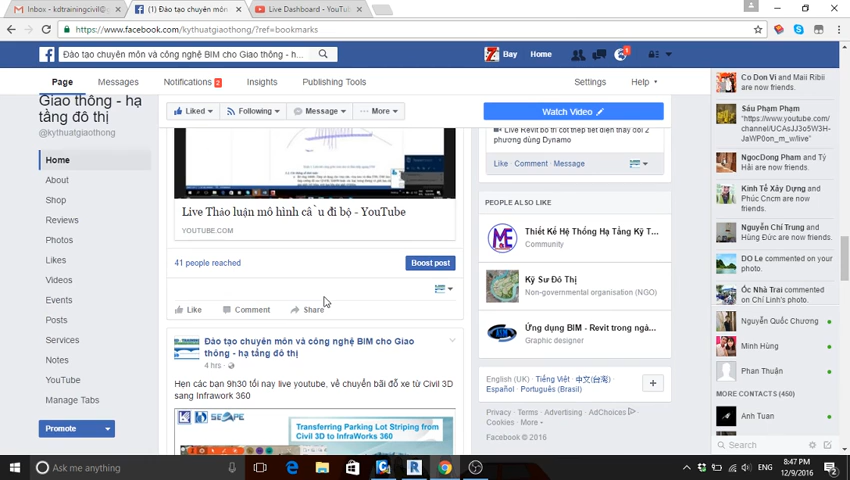 Inbox - kdtrainingcivil@g
(1) Đào tạo chuyên môn v
Live Dashboard - YouTu
https://www.facebook.com/kythuatgiaothong/?ref=bookmarks
Đào tạo chuyên môn và công nghệ BIM cho Giao thông - h...
Bay
Home
1
Page
Messages
Notifications 2
Insights
Publishing Tools
Settings
Help
Giao thông - hạ
tầng đô thị
@kythuatgiaothong
Liked
Following
Message
More
Watch Video
Home
About
Shop
Reviews
Photos
Likes
Videos
Events
Posts
Services
Notes
YouTube
Manage Tabs
Promote
Live Thảo luận mô hình cầu đi bộ - YouTube
YOUTUBE.COM
41 people reached
Boost post
Like
Comment
Share
Đào tạo chuyên môn và công nghệ BIM cho Giao
thông - hạ tầng đô thị
4 hrs
Hẹn các bạn 9h30 tối nay live youtube, về chuyển bãi đỗ xe từ Civil 3D
sang Infrawork 360
Transferring Parking Lot Striping from
Civil 3D to InfraWorks 360
Live Revit bố trí cốt thép tiết diện thay đổi 2
phương dùng Dynamo
Like · Comment · Message
PEOPLE ALSO LIKE
Thiết Kế Hệ Thống Hạ Tầng Kỹ T...
Community
Kỹ Sư Đô Thị
Non-governmental organisation (NGO)
Ứng dụng BIM - Revit trong ngà...
Graphic designer
English (UK) · Tiếng Việt · 中文(台灣) ·
Español · Português (Brasil)
Privacy · Terms · Advertising · AdChoices
Cookies · More
Facebook © 2016
Co Don Vi and Maii Ribii
are now friends.
Sáu Phạm Phạm
"https://www.youtube.com/
channel/UCAsJJ3o5W3H-
JaWP0on_m_w/live"
NgocDong Pham and Tý
Hải are now friends.
Kinh Tế Xây Dựng and
Phúc Cncm are now
friends.
Nguyễn Chí Trung and
Hùng Đức are now friends.
DO Le commented on
your photo.
Ốc Nhà Trai commented
on Chí Linh's photo.
Nguyễn Quốc Chương
Minh Hùng
Phan Thuận
MORE CONTACTS (450)
Anh Tuan
Search
Ask me anything
ENG
8:47 PM
12/9/2016